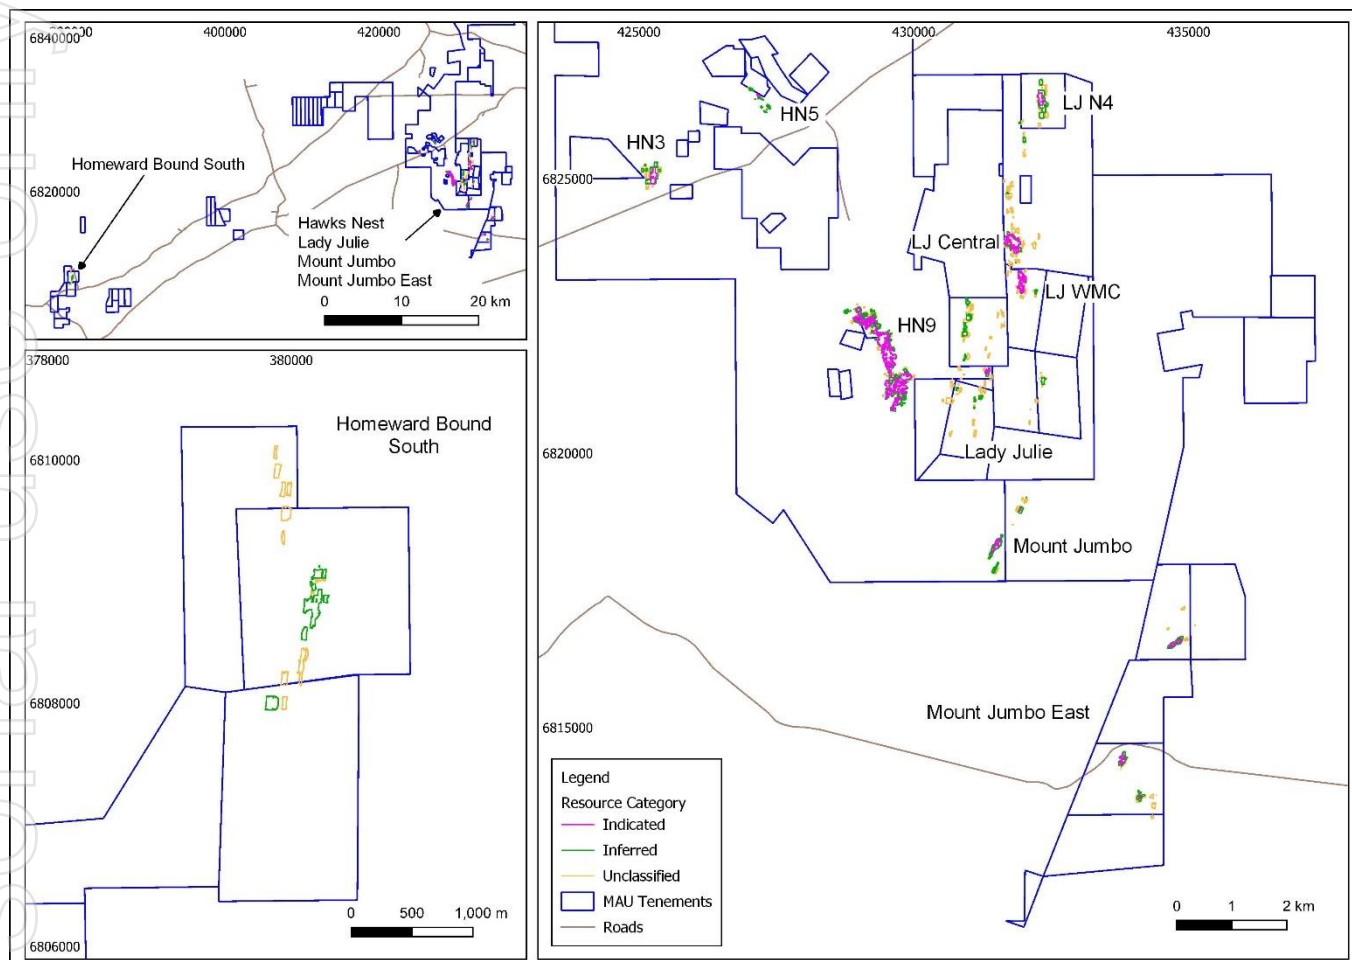 400000
420000
6840000
Homeward Bound South
6820000
Hawks Nest
Lady Julie
Mount Jumbo
Mount Jumbo East
0 10 20 km
378000
380000
Homeward Bound
South
6810000
6808000
0 500 1,000 m
6806000
425000
430000
435000
HN5
LJ N4
HN3
6825000
LJ Central
LJ WMC
HN9
6820000
Lady Julie
Mount Jumbo
Mount Jumbo East
6815000
Legend
Resource Category
Indicated
Inferred
Unclassified
MAU Tenements
Roads
0 1 2 km